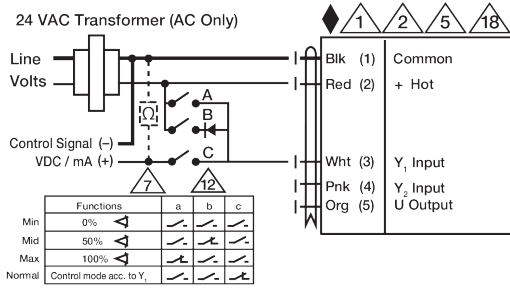 24 VAC Transformer (AC Only)
1 2 5 18
Line
Volts
Blk (1) Common
Red (2) + Hot
A
B
C
Ω
Control Signal (–)
VDC / mA (+)
Wht (3) Y1 Input
Pnk (4) Y2 Input
Org (5) U Output
7 12
Functions a b c
Min 0%
Mid 50%
Max 100%
Normal Control mode acc. to Y1